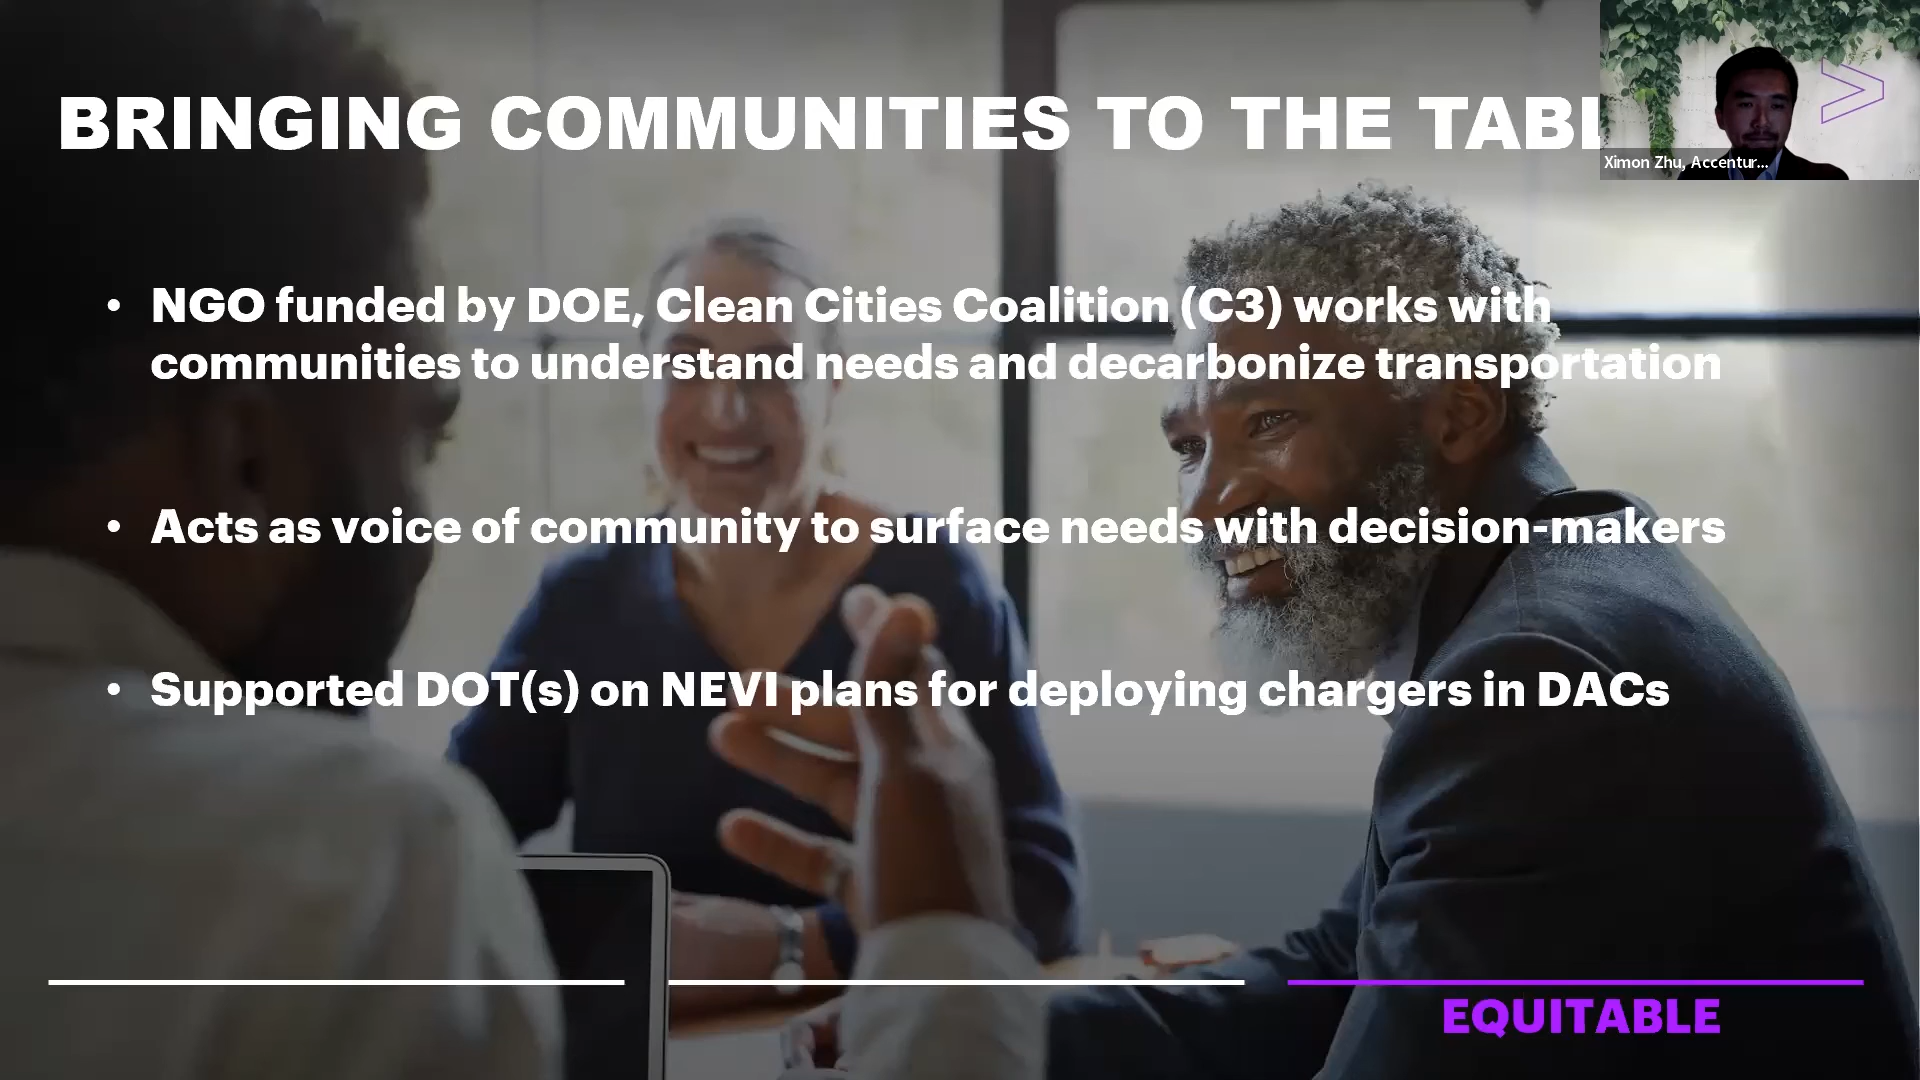 BRINGING COMMUNITIES TO THE TABL
Ximon Zhu, Accentur...
• NGO funded by DOE, Clean Cities Coalition (C3) works with
communities to understand needs and decarbonize transportation
• Acts as voice of community to surface needs with decision-makers
• Supported DOT(s) on NEVI plans for deploying chargers in DACs
EQUITABLE